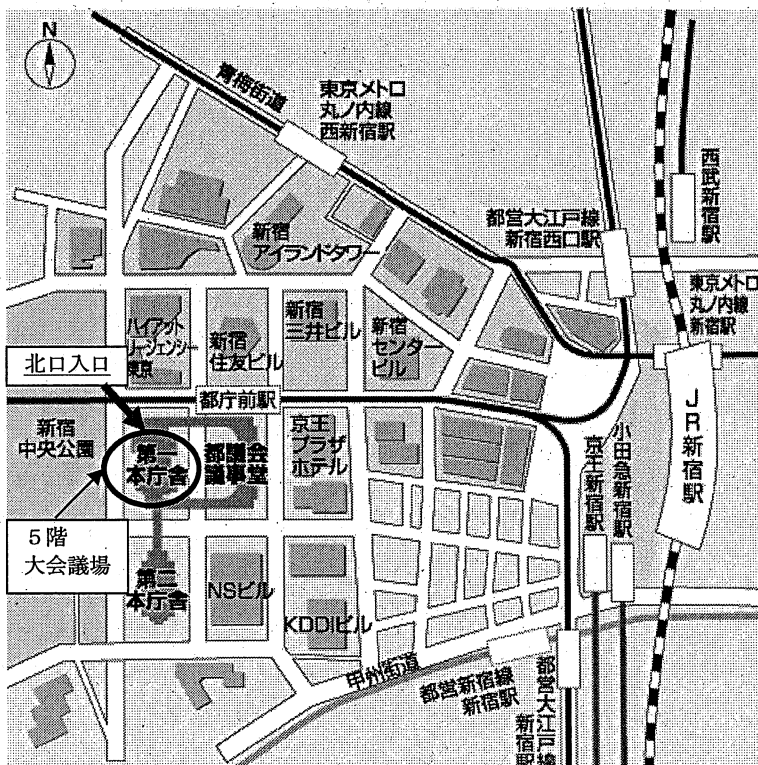 N
青梅街道
東京メトロ
丸ノ内線
西新宿駅
西武新宿駅
都営大江戸線
新宿西口駅
新宿
アイランドタワー
東京メトロ
丸ノ内線
新宿駅
ハイアット
リージェンシー
東京
新宿
住友ビル
新宿
三井ビル
新宿
センター
ビル
北口入口
都庁前駅
新宿
中央公園
第一
本庁舎
都議会
議事堂
京王
プラザ
ホテル
JR新宿駅
小田急新宿駅
京王新宿駅
5階
大会議場
第二
本庁舎
NSビル
KDDIビル
甲州街道
都営新宿線
新宿駅
都営大江戸線
新宿駅